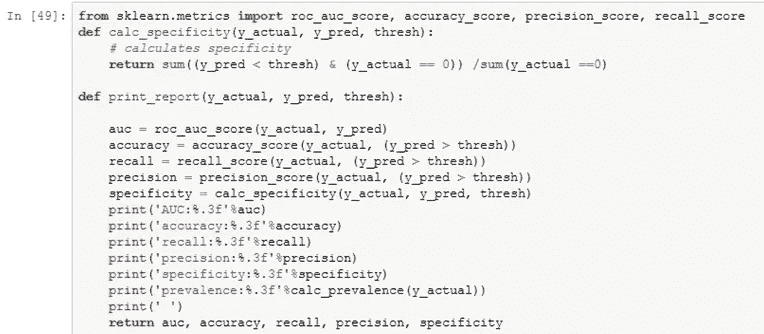 In [49]: from sklearn.metrics import roc_auc_score, accuracy_score, precision_score, recall_score
def calc_specificity(y_actual, y_pred, thresh):
    # calculates specificity
    return sum((y_pred < thresh) & (y_actual == 0)) /sum(y_actual ==0)

def print_report(y_actual, y_pred, thresh):

    auc = roc_auc_score(y_actual, y_pred)
    accuracy = accuracy_score(y_actual, (y_pred > thresh))
    recall = recall_score(y_actual, (y_pred > thresh))
    precision = precision_score(y_actual, (y_pred > thresh))
    specificity = calc_specificity(y_actual, y_pred, thresh)
    print('AUC:%.3f'%auc)
    print('accuracy:%.3f'%accuracy)
    print('recall:%.3f'%recall)
    print('precision:%.3f'%precision)
    print('specificity:%.3f'%specificity)
    print('prevalence:%.3f'%calc_prevalence(y_actual))
    print(' ')
    return auc, accuracy, recall, precision, specificity